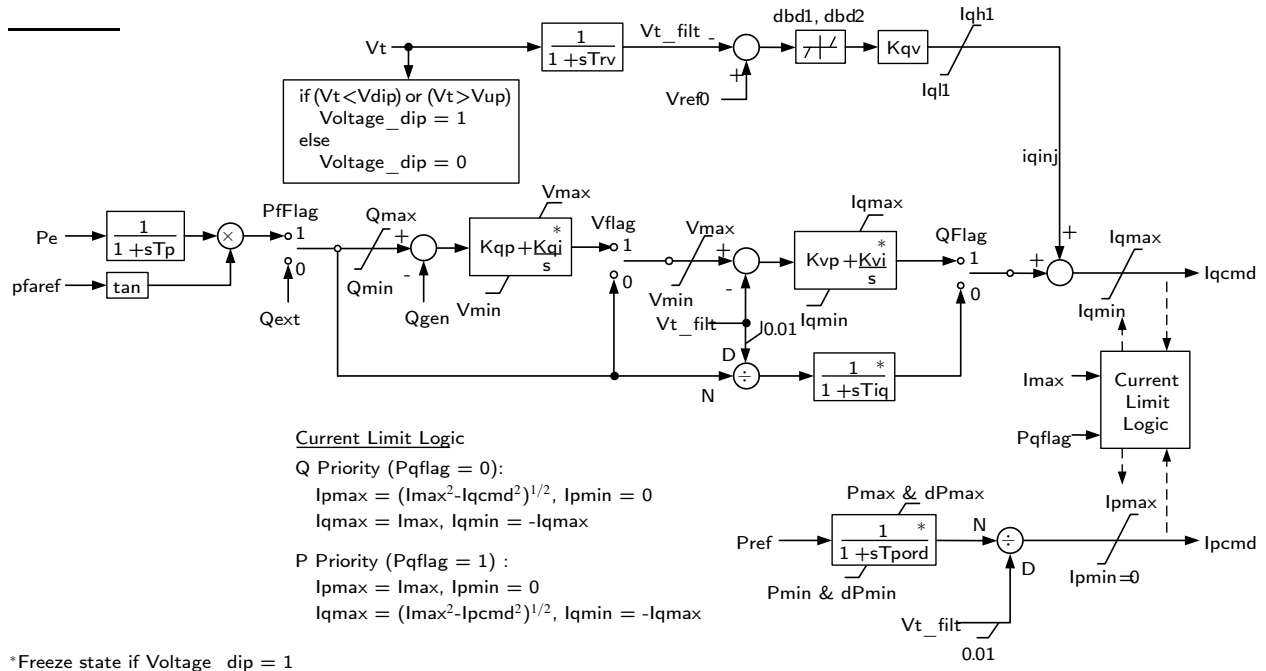 dbd1, dbd2
Iqh1
Vt
1
1+sTrv
Vt_filt
-
+
Kqv
Iql1
Vref0
if (Vt<Vdip) or (Vt>Vup)
Voltage_dip = 1
else
Voltage_dip = 0
iqinj
Pe
1
1+sTp
×
PfFlag
1
0
Qmax
Qmin
+
-
Vmax
Kqp+Kqi
*
s
Vmin
Vflag
1
0
Vmax
Vmin
+
-
Iqmax
Kvp+Kvi
*
s
Iqmin
QFlag
1
0
+
+
Iqmax
Iqmin
Iqcmd
pfaref
tan
Qext
Qgen
Vt_filt
0.01
D
N
÷
1
*
1+sTiq
Imax
Pqflag
Current
Limit
Logic
Current Limit Logic
Q Priority (Pqflag = 0):
Ipmax = (Imax²-Iqcmd²)^1/2, Ipmin = 0
Iqmax = Imax, Iqmin = -Iqmax
P Priority (Pqflag = 1) :
Ipmax = Imax, Ipmin = 0
Iqmax = (Imax²-Ipcmd²)^1/2, Iqmin = -Iqmax
Pmax & dPmax
Pref
1
*
1+sTpord
Pmin & dPmin
N
÷
D
Ipmax
Ipmin=0
Ipcmd
Vt_filt
0.01
*Freeze state if Voltage dip = 1